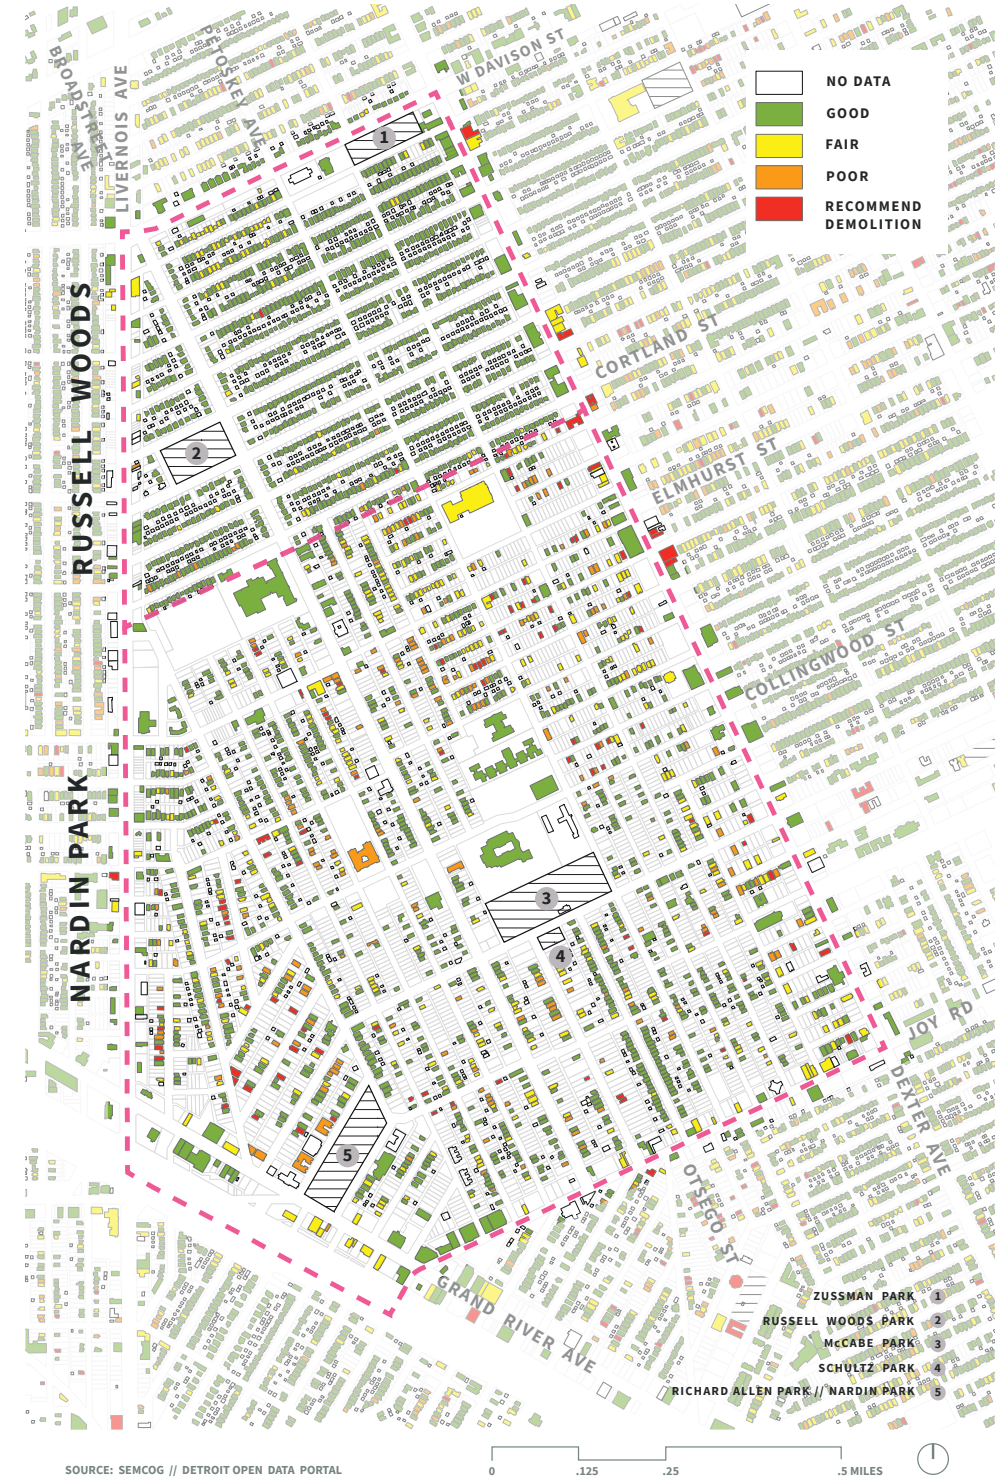 BROADSTREET AVE
LIVERNOIS AVE
PETOSKEY AVE
W DAVISON ST
NO DATA
GOOD
FAIR
POOR
RECOMMEND
DEMOLITION
1
RUSSELL WOODS
CORTLAND ST
2
ELMHURST ST
COLLINGWOOD ST
NARDIN PARK
3
4
JOY RD
DEXTER AVE
5
OTSEGO ST
GRAND RIVER AVE
ZUSSMAN PARK 1
RUSSELL WOODS PARK 2
McCABE PARK 3
SCHULTZ PARK 4
RICHARD ALLEN PARK // NARDIN PARK 5
SOURCE: SEMCOG // DETROIT OPEN DATA PORTAL
0 .125 .25 .5 MILES